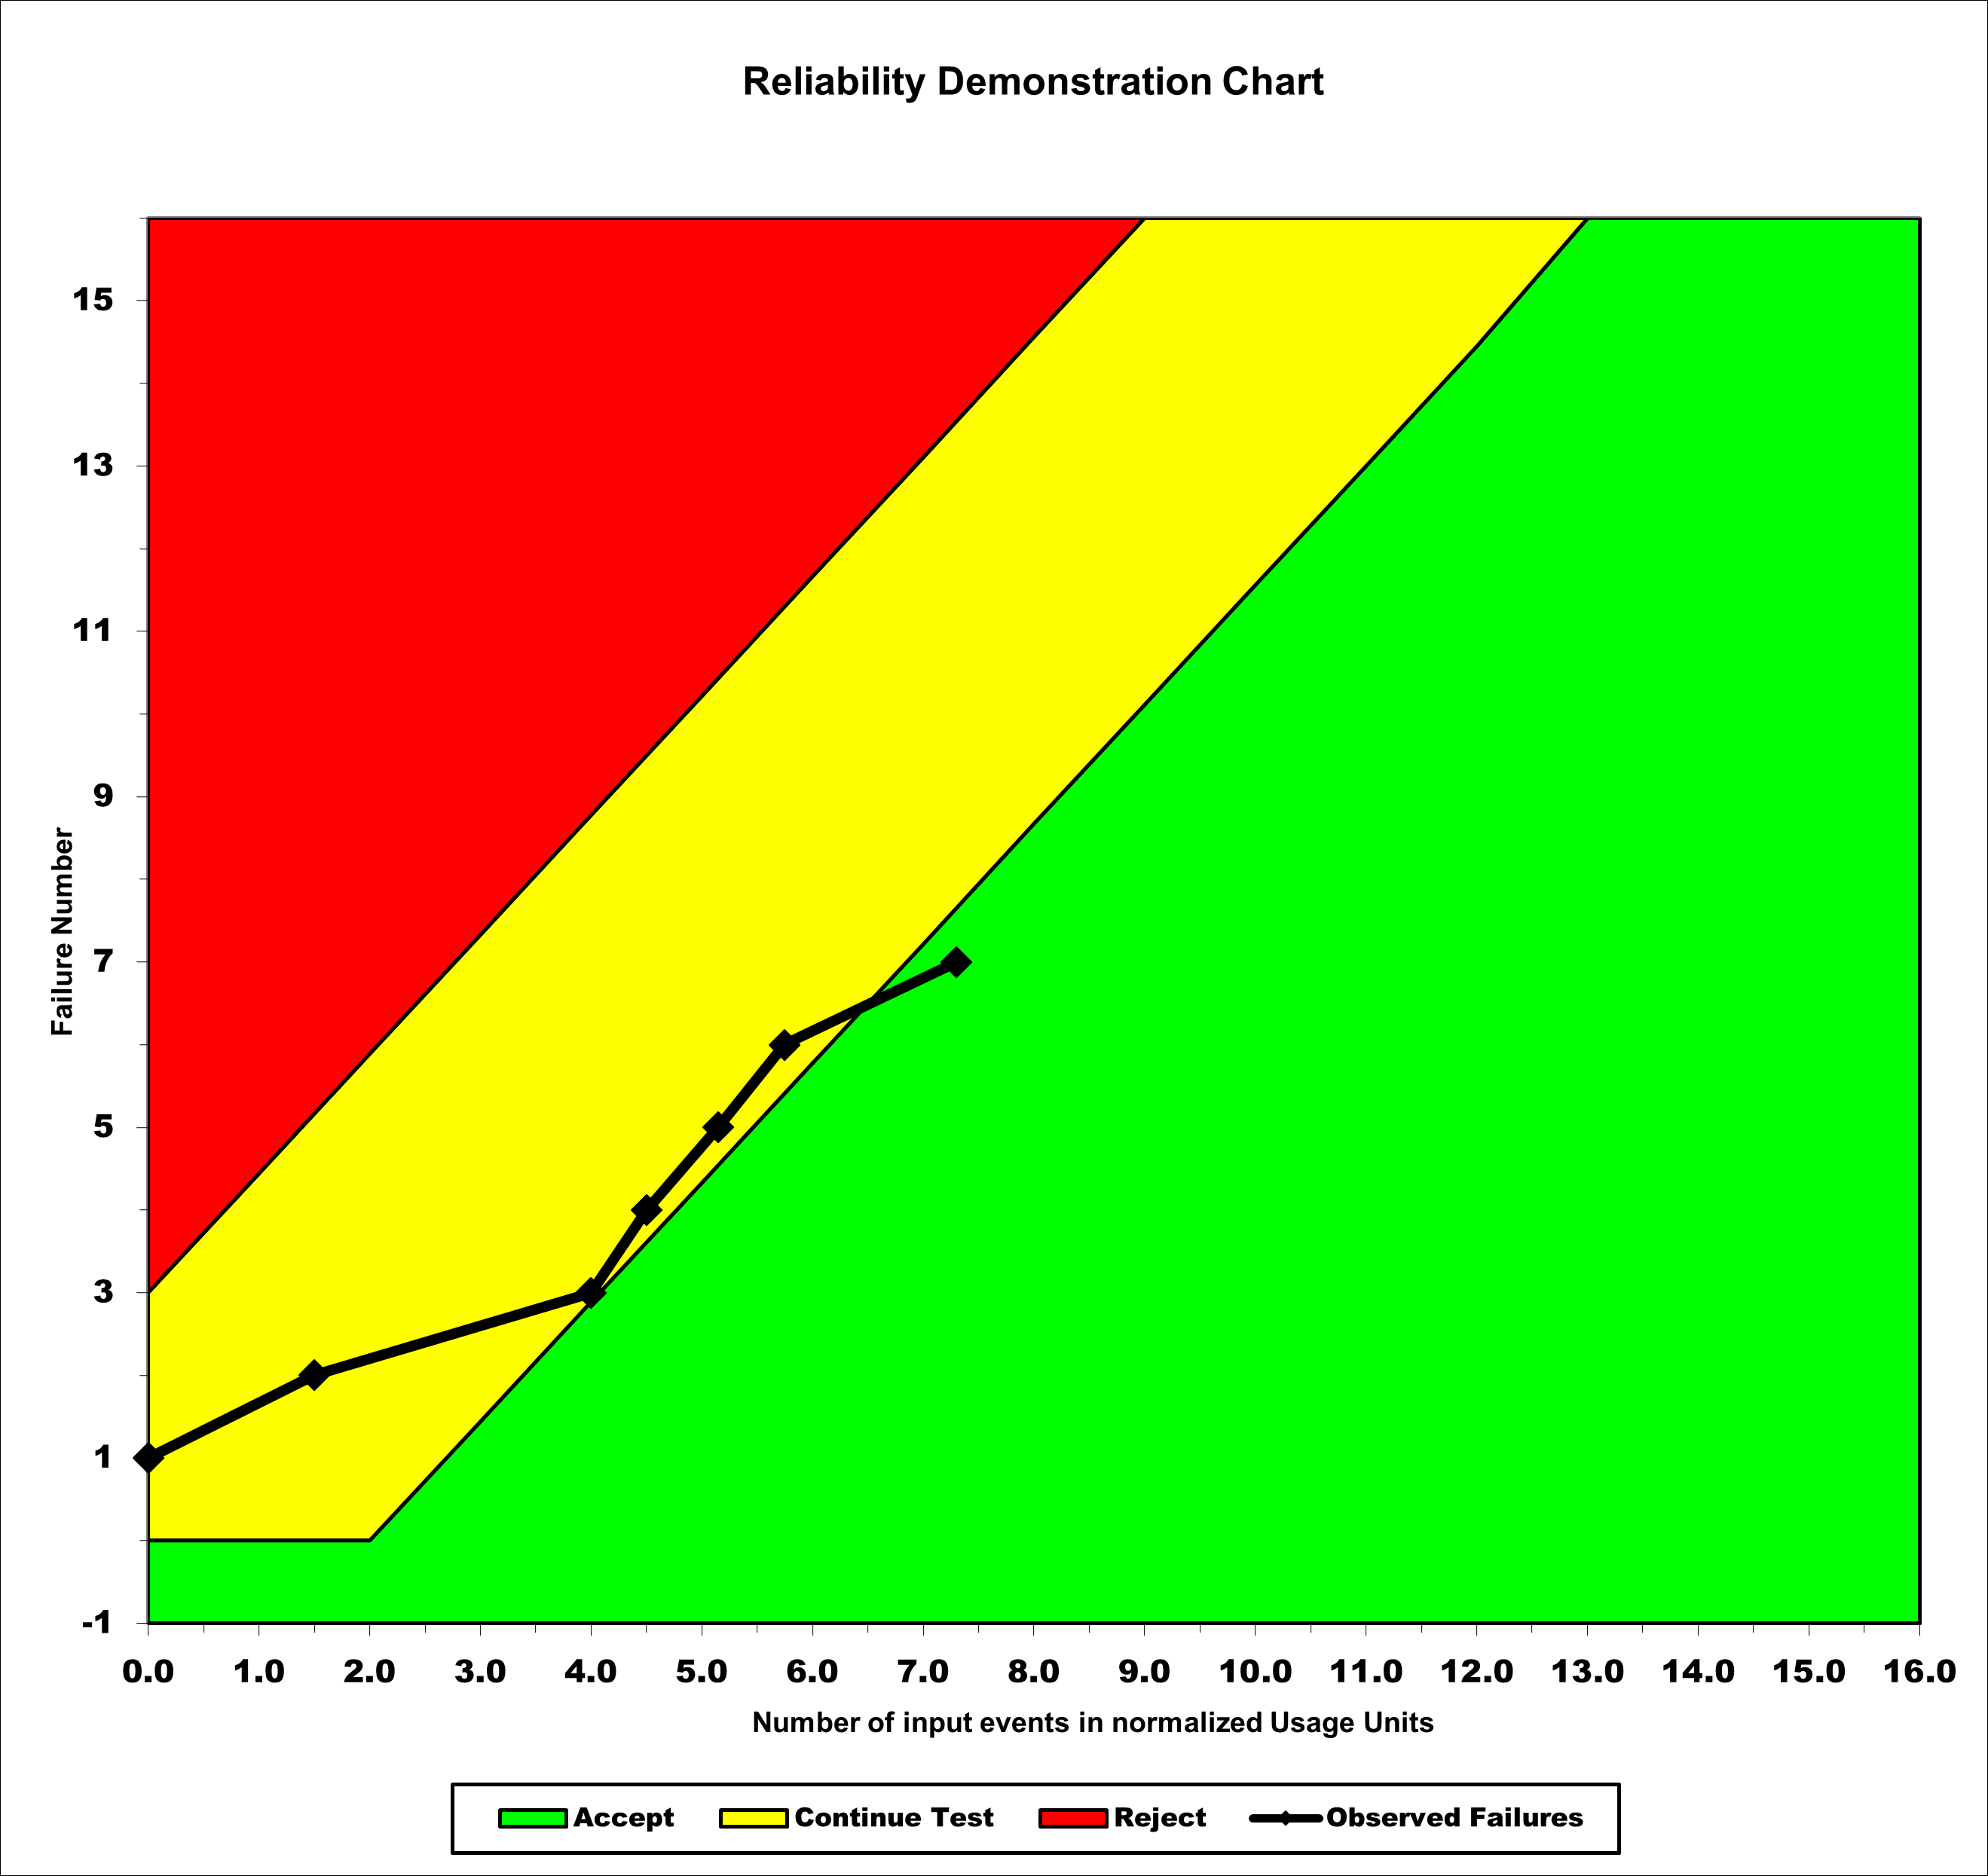 Reliability Demonstration Chart
15
13
11
9
7
5
3
1
-1
Failure Number
0.0 1.0 2.0 3.0 4.0 5.0 6.0 7.0 8.0 9.0 10.0 11.0 12.0 13.0 14.0 15.0 16.0
Number of input events in normalized Usage Units
Accept Continue Test Reject Observed Failures